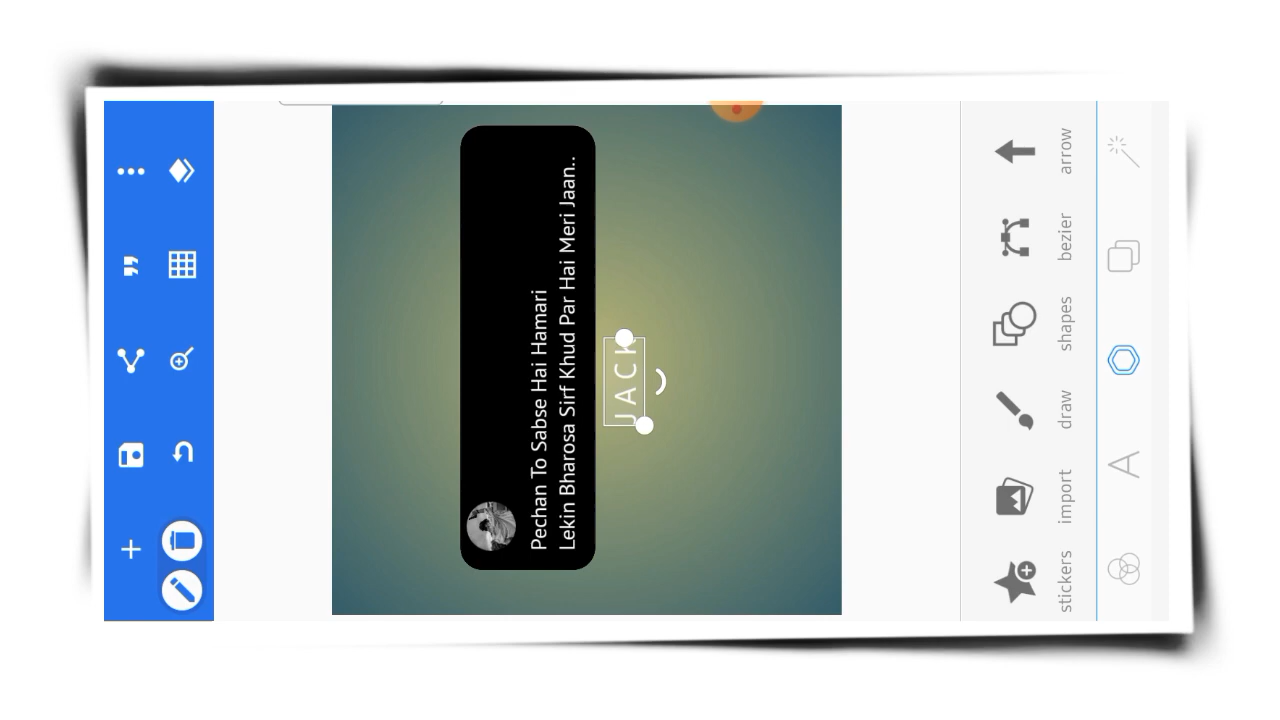 Pechan To Sabse Hai Hamari
Lekin Bharosa Sirf Khud Par Hai Meri Jaan..
JACK
stickers
import
draw
shapes
bezier
arrow